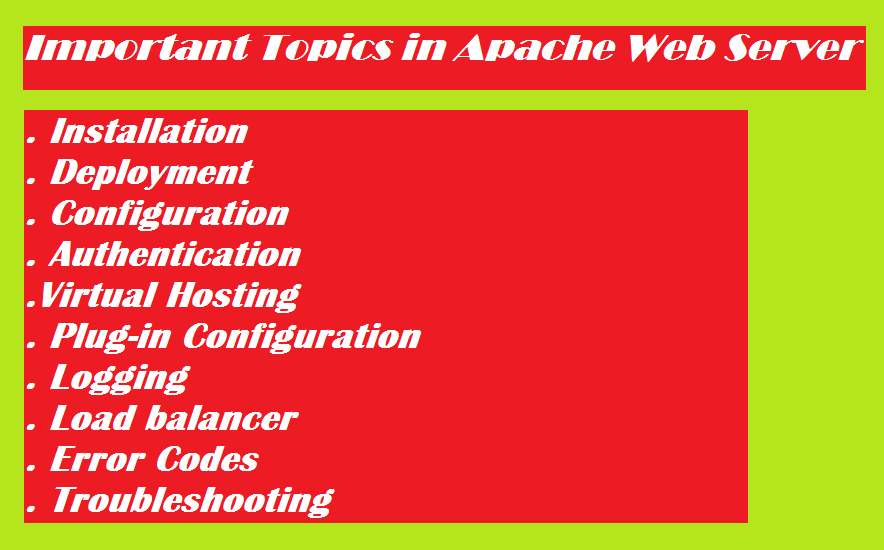 Important Topics in Apache Web Server
. Installation
. Deployment
. Configuration
. Authentication
.Virtual Hosting
. Plug-in Configuration
. Logging
. Load balancer
. Error Codes
. Troubleshooting